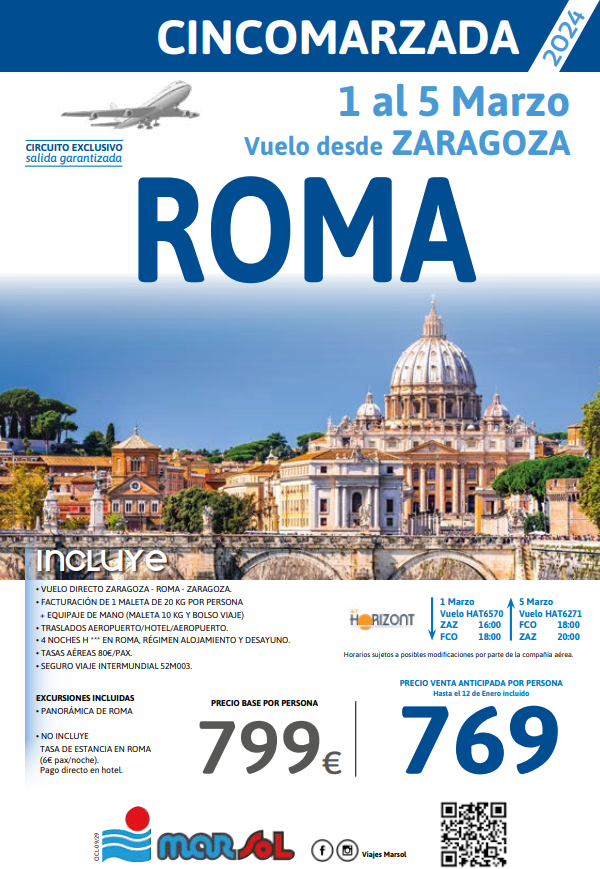 CINCOMARZADA
2024
1 al 5 Marzo
Vuelo desde ZARAGOZA
CIRCUITO EXCLUSIVO
salida garantizada
ROMA
INCLUYE
• VUELO DIRECTO ZARAGOZA - ROMA - ZARAGOZA.
• FACTURACIÓN DE 1 MALETA DE 20 KG POR PERSONA
+ EQUIPAJE DE MANO (MALETA 10 KG Y BOLSO VIAJE)
• TRASLADOS AEROPUERTO/HOTEL/AEROPUERTO.
• 4 NOCHES H *** EN ROMA, RÉGIMEN ALOJAMIENTO Y DESAYUNO.
• TASAS AÉREAS 80€/PAX.
• SEGURO VIAJE INTERMUNDIAL 52M003.
HORIZONT
1 Marzo
Vuelo HAT6570
ZAZ 16:00
FCO 18:00
5 Marzo
Vuelo HAT6271
FCO 18:00
ZAZ 20:00
Horarios sujetos a posibles modificaciones por parte de la compañía aérea.
EXCURSIONES INCLUIDAS
• PANORÁMICA DE ROMA
• NO INCLUYE
TASA DE ESTANCIA EN ROMA
(6€ pax/noche).
Pago directo en hotel.
PRECIO BASE POR PERSONA
799€
PRECIO VENTA ANTICIPADA POR PERSONA
Hasta el 12 de Enero incluido
769
marsol
Viajes Marsol